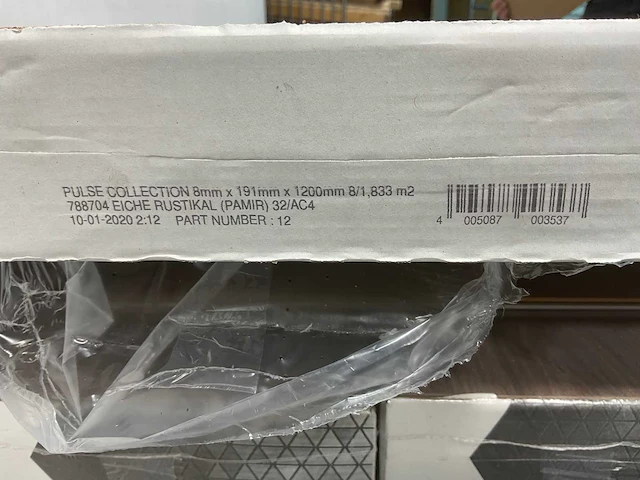 PULSE COLLECTION 8mm x 191mm x 1200mm 8/1,833 m2
788704 EICHE RUSTIKAL (PAMIR) 32/AC4
10-01-2020 2:12 PART NUMBER : 12
4 005087 003537